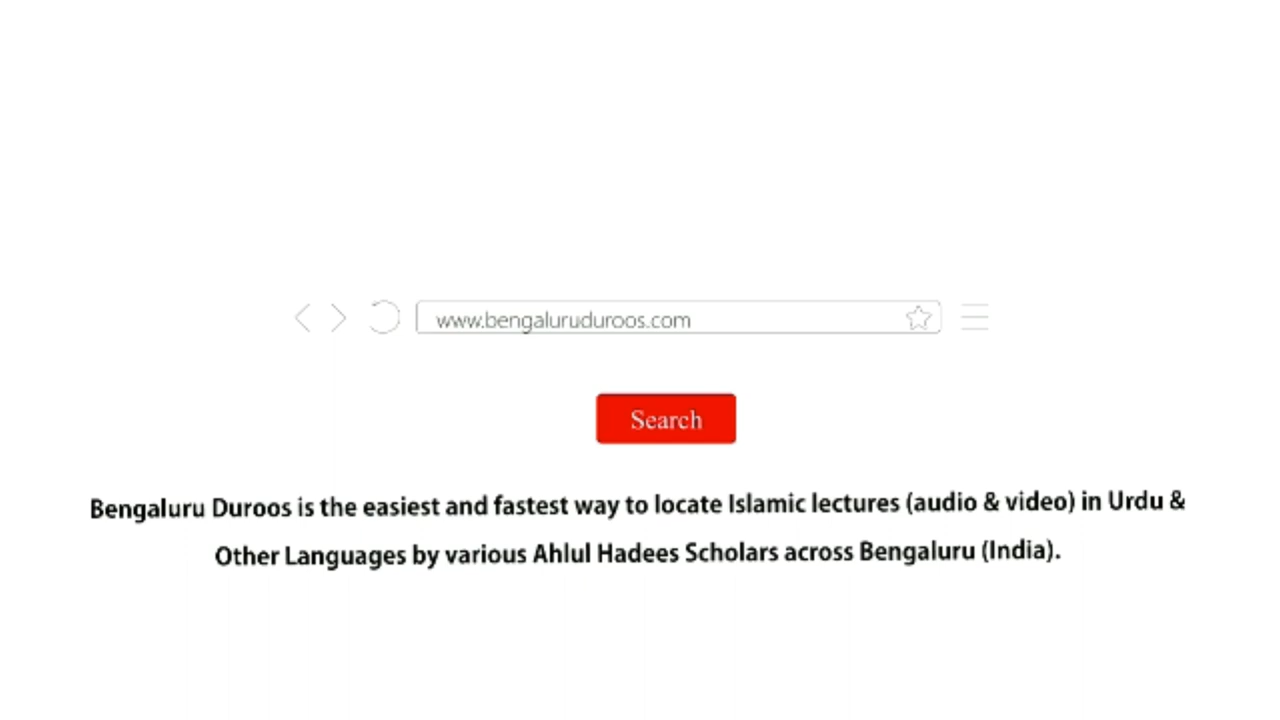 www.bengaluruduroos.com
Search
Bengaluru Duroos is the easiest and fastest way to locate Islamic lectures (audio & video) in Urdu &
Other Languages by various Ahlul Hadees Scholars across Bengaluru (India).